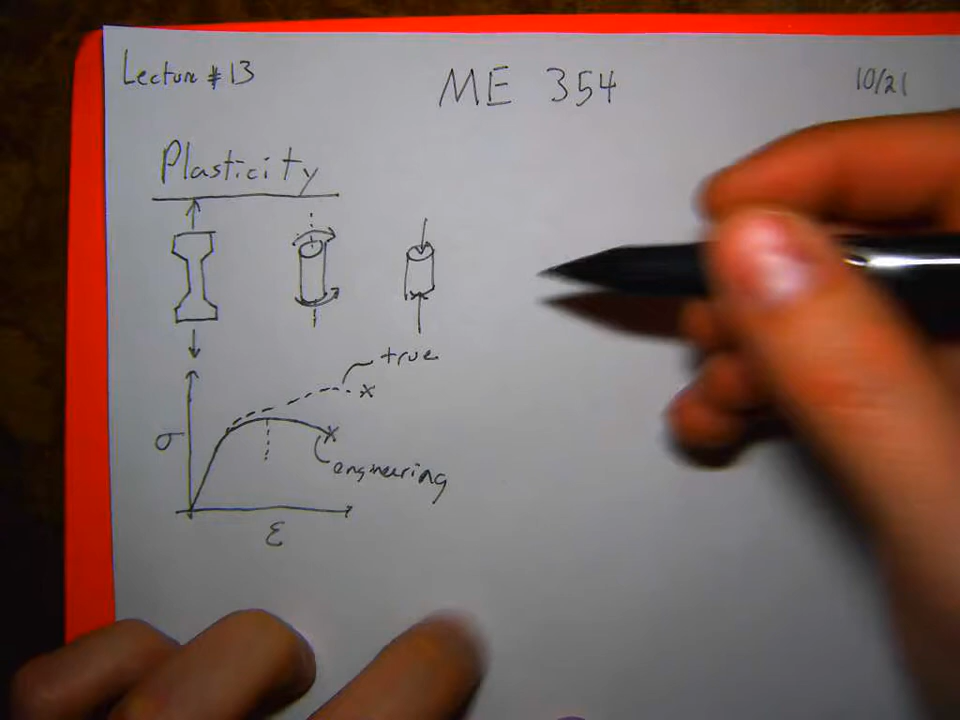 Lecture #13
ME 354
10/21
Plasticity
true
x
σ
x
engineering
ε